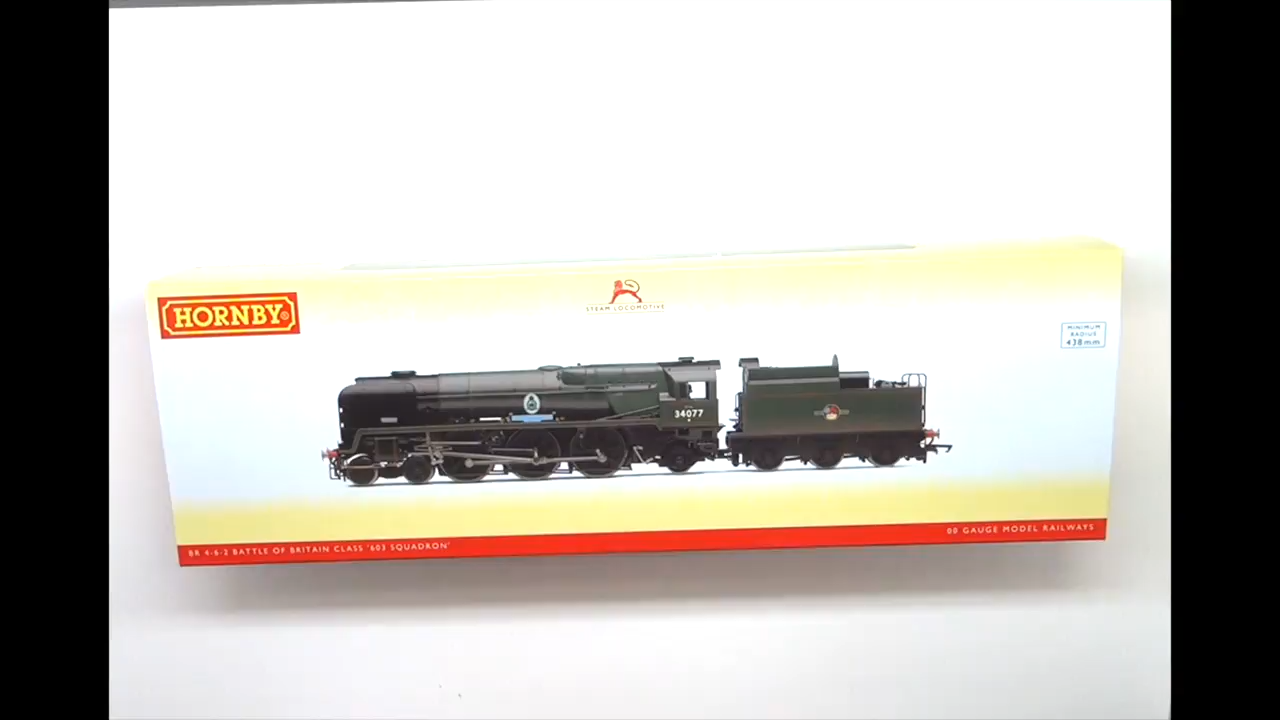 HORNBY®
STEAM LOCOMOTIVE
MINIMUM
RADIUS
438mm
34077
BR 4-6-2 BATTLE OF BRITAIN CLASS '603 SQUADRON'
00 GAUGE MODEL RAILWAYS